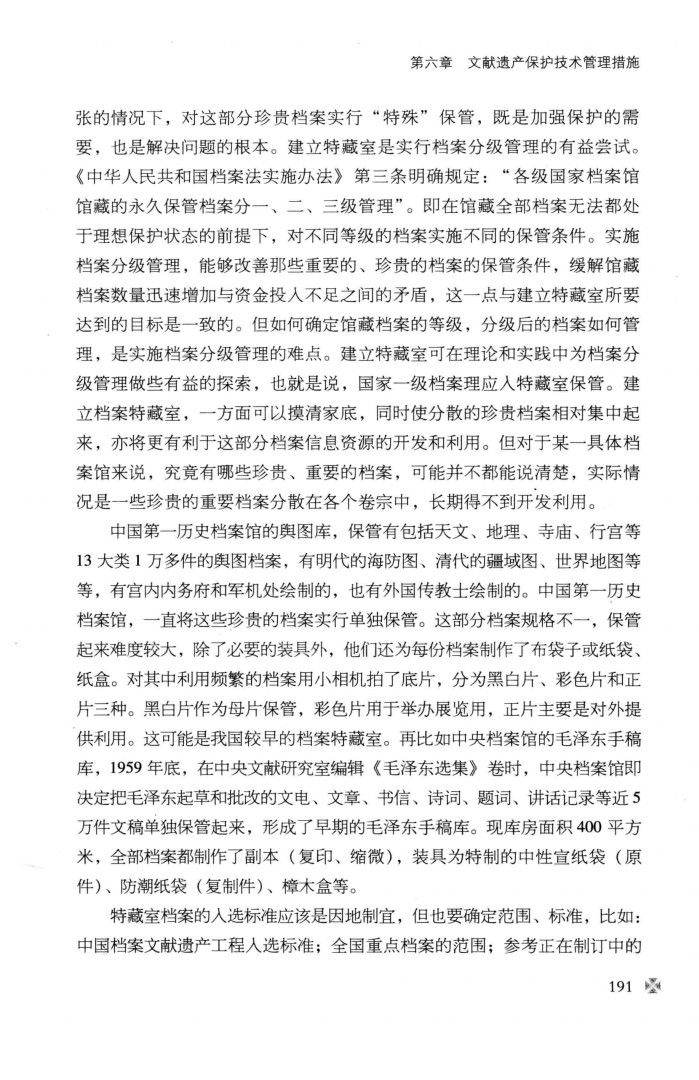 第六章 文献遗产保护技术管理措施
张的情况下，对这部分珍贵档案实行“特殊”保管，既是加强保护的需
要，也是解决问题的根本。建立特藏室是实行档案分级管理的有益尝试。
《中华人民共和国档案法实施办法》第三条明确规定：“各级国家档案馆
馆藏的永久保管档案分一、二、三级管理”。即在馆藏全部档案无法都处
于理想保护状态的前提下，对不同等级的档案实施不同的保管条件。实施
档案分级管理，能够改善那些重要的、珍贵的档案的保管条件，缓解馆藏
档案数量迅速增加与资金投入不足之间的矛盾，这一点与建立特藏室所要
达到的目标是一致的。但如何确定馆藏档案的等级，分级后的档案如何管
理，是实施档案分级管理的难点。建立特藏室可在理论和实践中为档案分
级管理做些有益的探索，也就是说，国家一级档案理应入特藏室保管。建
立档案特藏室，一方面可以摸清家底，同时使分散的珍贵档案相对集中起
来，亦将更有利于这部分档案信息资源的开发和利用。但对于某一具体档
案馆来说，究竟有哪些珍贵、重要的档案，可能并不都能说清楚，实际情
况是一些珍贵的重要档案分散在各个卷宗中，长期得不到开发利用。
中国第一历史档案馆的舆图库，保管有包括天文、地理、寺庙、行宫等
13大类1万多件的舆图档案，有明代的海防图、清代的疆域图、世界地图等
等，有宫内内务府和军机处绘制的，也有外国传教士绘制的。中国第一历史
档案馆，一直将这些珍贵的档案实行单独保管。这部分档案规格不一，保管
起来难度较大，除了必要的装具外，他们还为每份档案制作了布袋子或纸袋、
纸盒。对其中利用频繁的档案用小相机拍了底片，分为黑白片、彩色片和正
片三种。黑白片作为母片保管，彩色片用于举办展览用，正片主要是对外提
供利用。这可能是我国较早的档案特藏室。再比如中央档案馆的毛泽东手稿
库，1959年底，在中央文献研究室编辑《毛泽东选集》卷时，中央档案馆即
决定把毛泽东起草和批改的文电、文章、书信、诗词、题词、讲话记录等近5
万件文稿单独保管起来，形成了早期的毛泽东手稿库。现库房面积400平方
米，全部档案都制作了副本（复印、缩微），装具为特制的中性宣纸袋（原
件）、防潮纸袋（复制件）、樟木盒等。
特藏室档案的入选标准应该是因地制宜，但也要确定范围、标准，比如：
中国档案文献遗产工程入选标准；全国重点档案的范围；参考正在制订中的
191